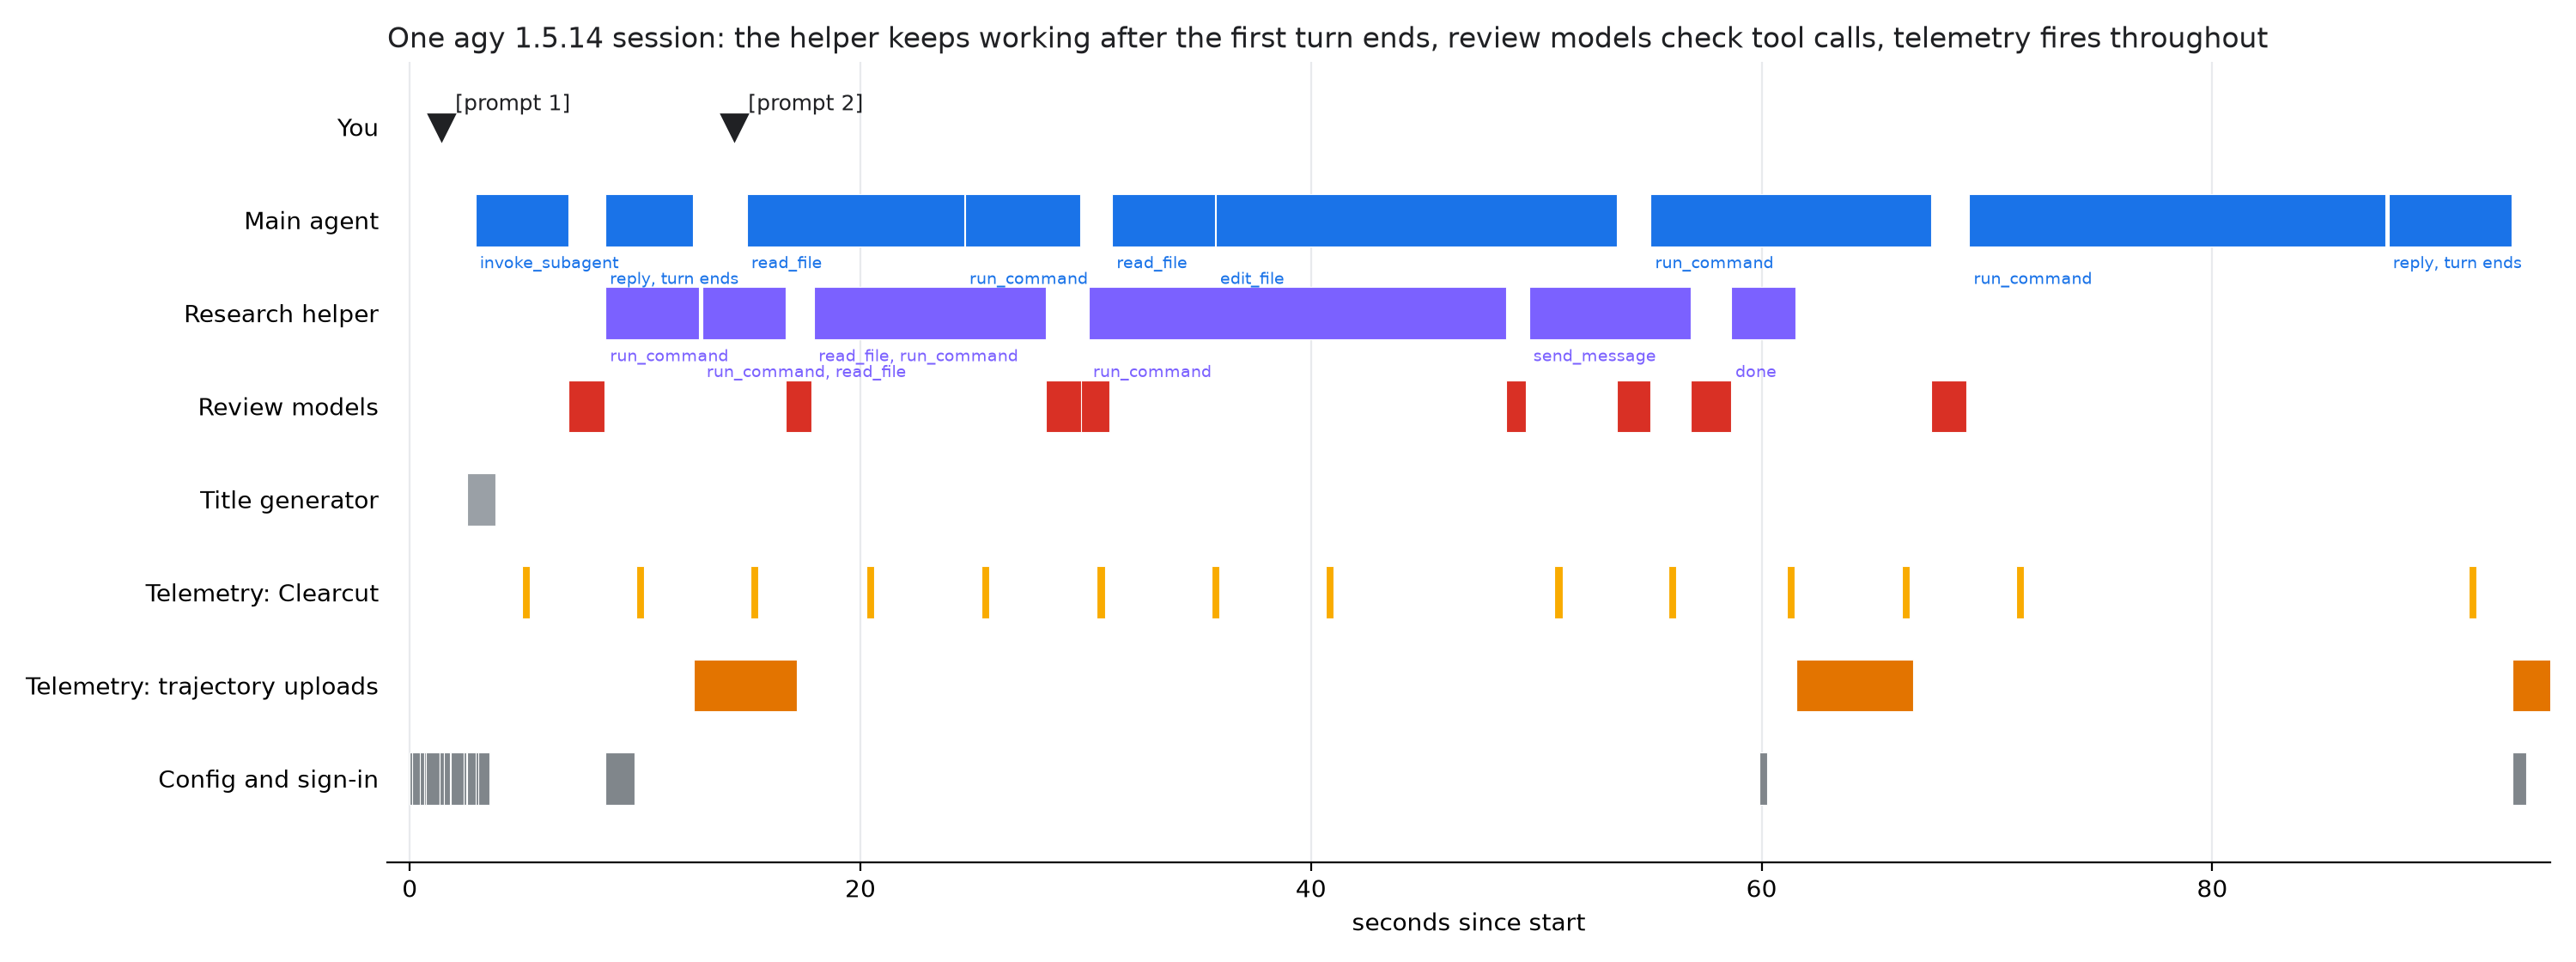 One agy 1.5.14 session: the helper keeps working after the first turn ends, review models check tool calls, telemetry fires throughout
[prompt 1]
[prompt 2]
You
Main agent
invoke_subagent
read_file
read_file
run_command
reply, turn ends
reply, turn ends
run_command
edit_file
run_command
Research helper
run_command
read_file, run_command
send_message
run_command, read_file
run_command
done
Review models
Title generator
Telemetry: Clearcut
Telemetry: trajectory uploads
Config and sign-in
0
20
40
60
80
seconds since start